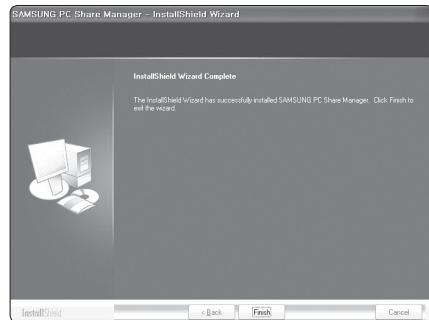 SAMSUNG PC Share Manager - InstallShield Wizard
InstallShield Wizard Complete
The InstallShield Wizard has successfully installed SAMSUNG PC Share Manager. Click Finish to
exit the wizard.
InstallShield
< Back
Finish
Cancel